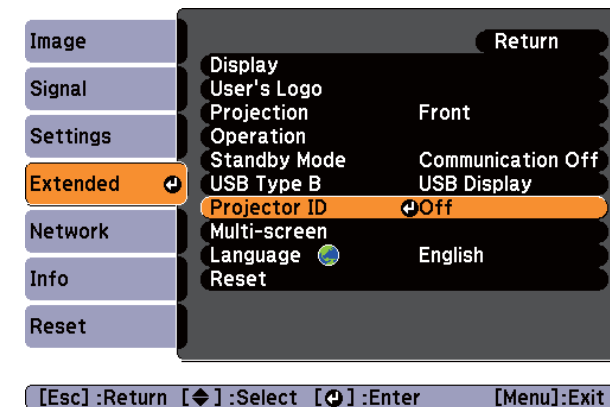 Image
Signal
Settings
Extended
Network
Info
Reset
Return
Display
User's Logo
Projection Front
Operation
Standby Mode Communication Off
USB Type B USB Display
Projector ID Off
Multi-screen
Language English
Reset
[Esc] :Return [ ] :Select [ ] :Enter [Menu]:Exit